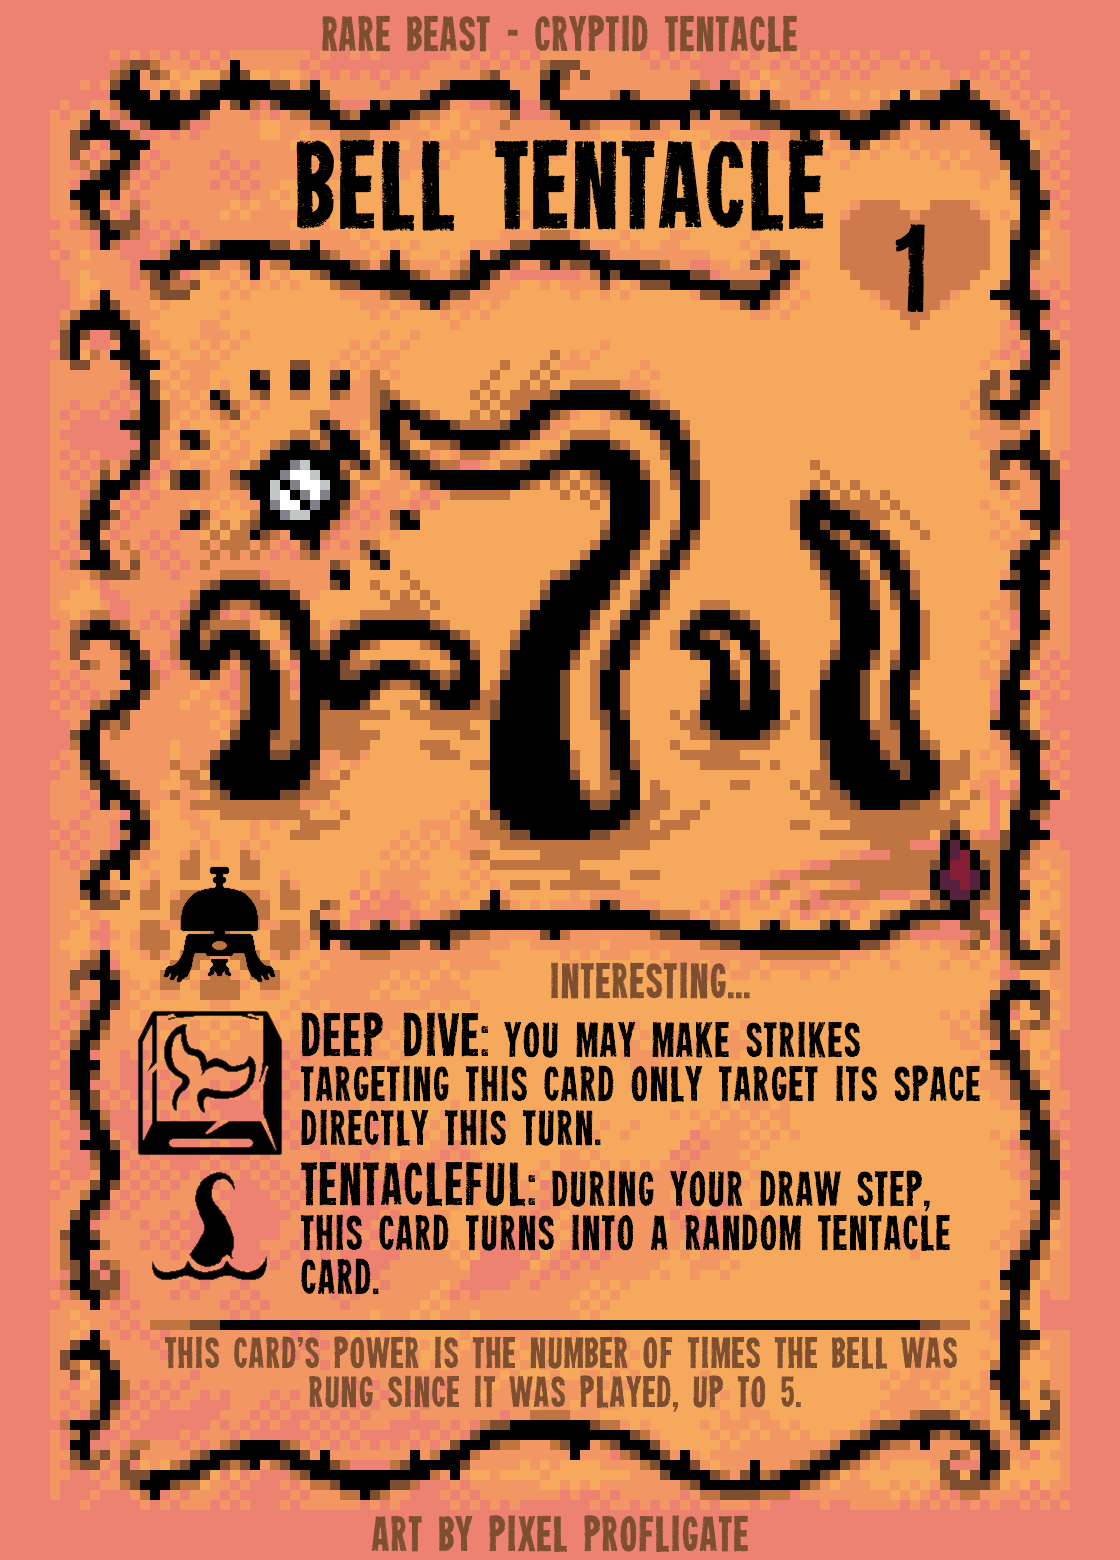 RARE BEAST - CRYPTID TENTACLE
BELL TENTACLE
1
INTERESTING...
DEEP DIVE: YOU MAY MAKE STRIKES
TARGETING THIS CARD ONLY TARGET ITS SPACE
DIRECTLY THIS TURN.
TENTACLEFUL: DURING YOUR DRAW STEP,
THIS CARD TURNS INTO A RANDOM TENTACLE
CARD.
THIS CARD'S POWER IS THE NUMBER OF TIMES THE BELL WAS
RUNG SINCE IT WAS PLAYED, UP TO 5.
ART BY PIXEL PROFLIGATE